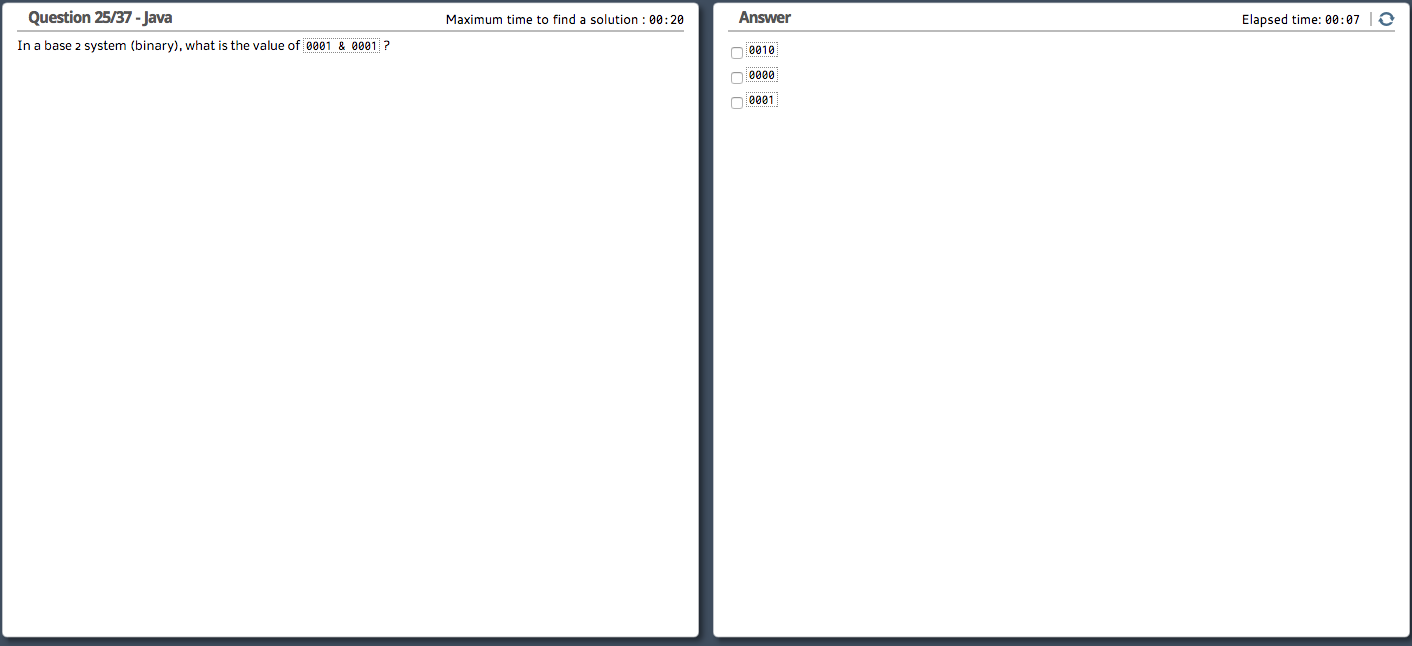 Question 25/37 - Java
Maximum time to find a solution : 00:20
In a base 2 system (binary), what is the value of 0001 & 0001 ?
Answer
Elapsed time: 00:07
0010
0000
0001